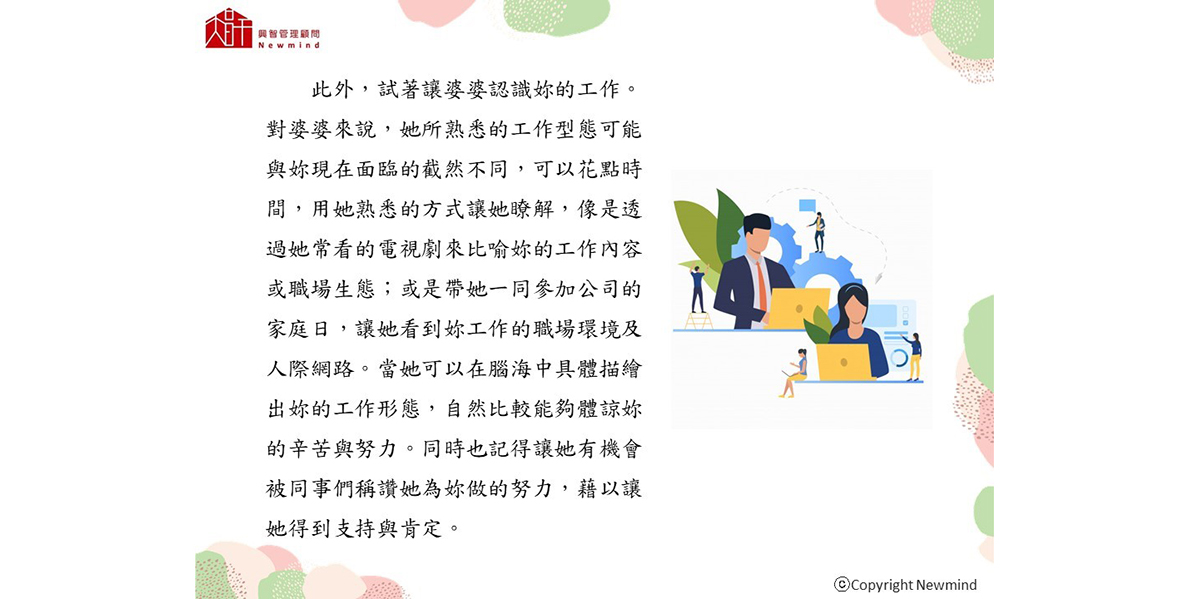 興智管理顧問
Newmind
此外，試著讓婆婆認識妳的工作。
對婆婆來說，她所熟悉的工作型態可能
與妳現在面臨的截然不同，可以花點時
間，用她熟悉的方式讓她瞭解，像是透
過她常看的電視劇來比喻妳的工作內容
或職場生態；或是帶她一同參加公司的
家庭日，讓她看到妳工作的職場環境及
人際網路。當她可以在腦海中具體描繪
出妳的工作形態，自然比較能夠體諒妳
的辛苦與努力。同時也記得讓她有機會
被同事們稱讚她為妳做的努力，藉以讓
她得到支持與肯定。
ⓒCopyright Newmind